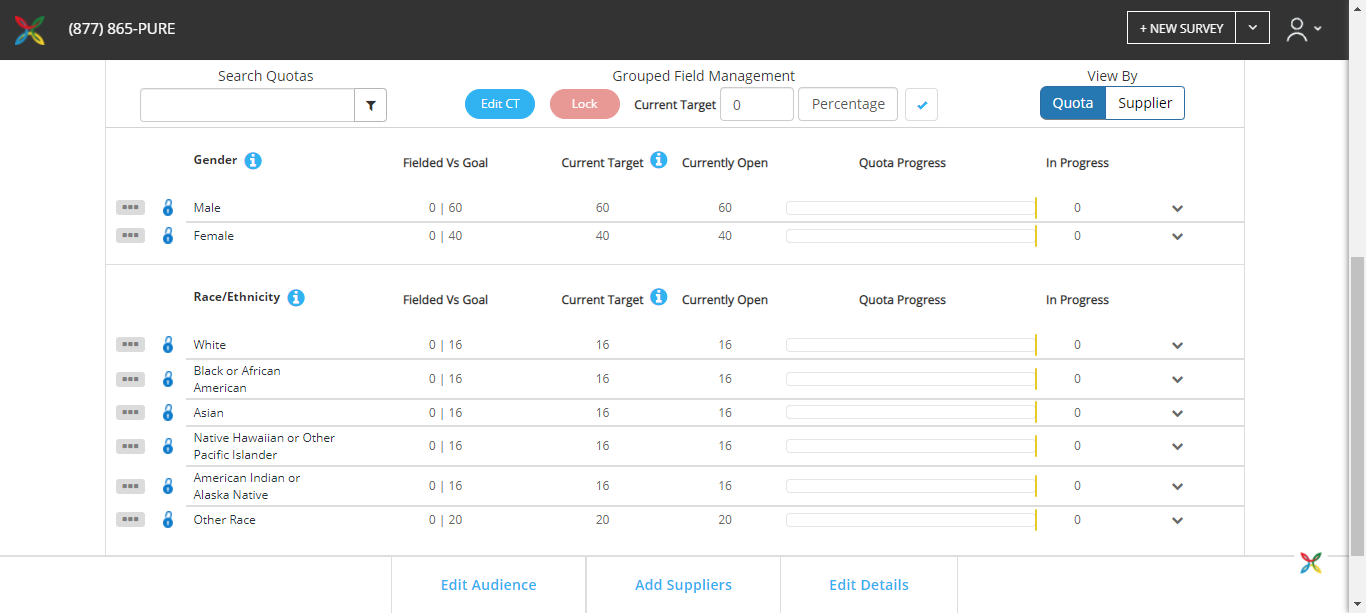 (877) 865-PURE
+ NEW SURVEY
Search Quotas
Grouped Field Management
View By
Edit CT
Lock
Current Target
0
Percentage
Quota
Supplier
Gender
Fielded Vs Goal
Current Target
Currently Open
Quota Progress
In Progress
Male
0 | 60
60
60
0
Female
0 | 40
40
40
0
Race/Ethnicity
Fielded Vs Goal
Current Target
Currently Open
Quota Progress
In Progress
White
0 | 16
16
16
0
Black or African
American
0 | 16
16
16
0
Asian
0 | 16
16
16
0
Native Hawaiian or Other
Pacific Islander
0 | 16
16
16
0
American Indian or
Alaska Native
0 | 16
16
16
0
Other Race
0 | 20
20
20
0
Edit Audience
Add Suppliers
Edit Details